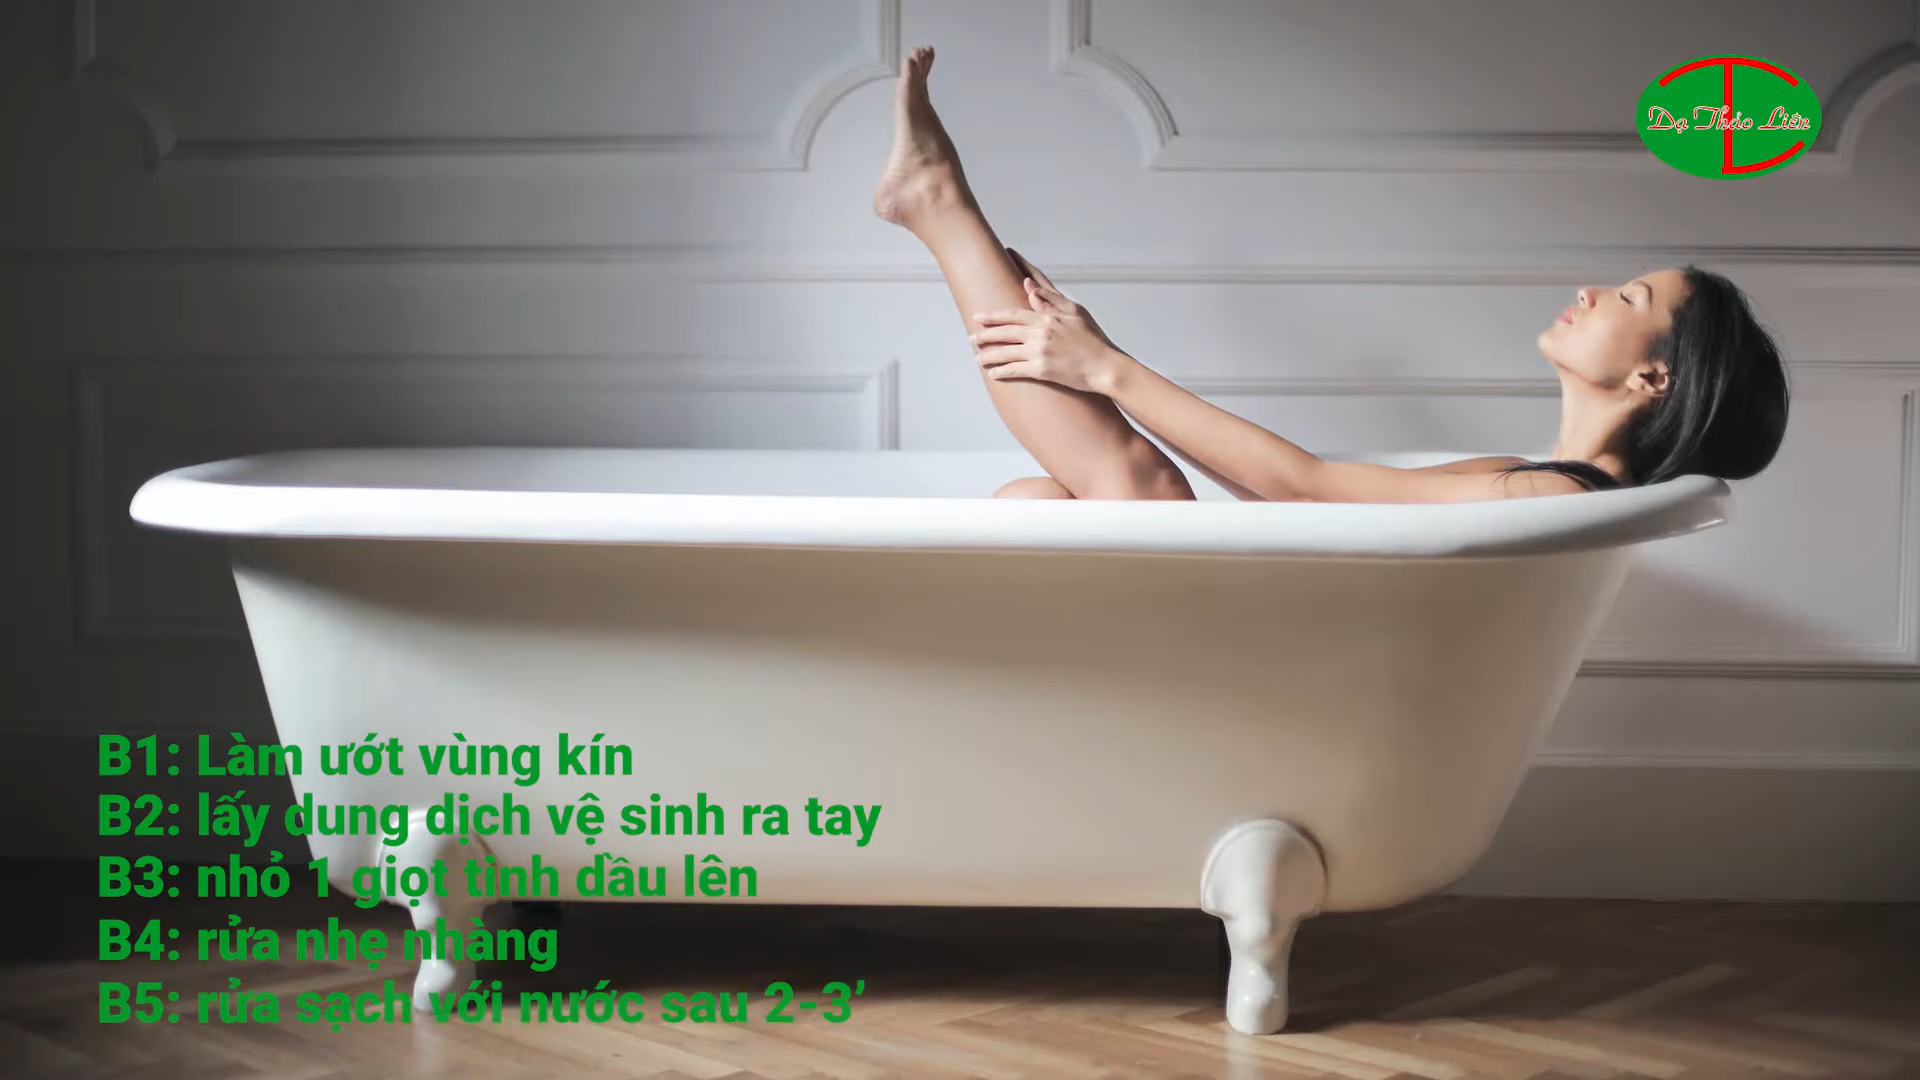 Dạ Thảo Liên
B1: Làm ướt vùng kín
B2: lấy dung dịch vệ sinh ra tay
B3: nhỏ 1 giọt tinh dầu lên
B4: rửa nhẹ nhàng
B5: rửa sạch với nước sau 2-3’